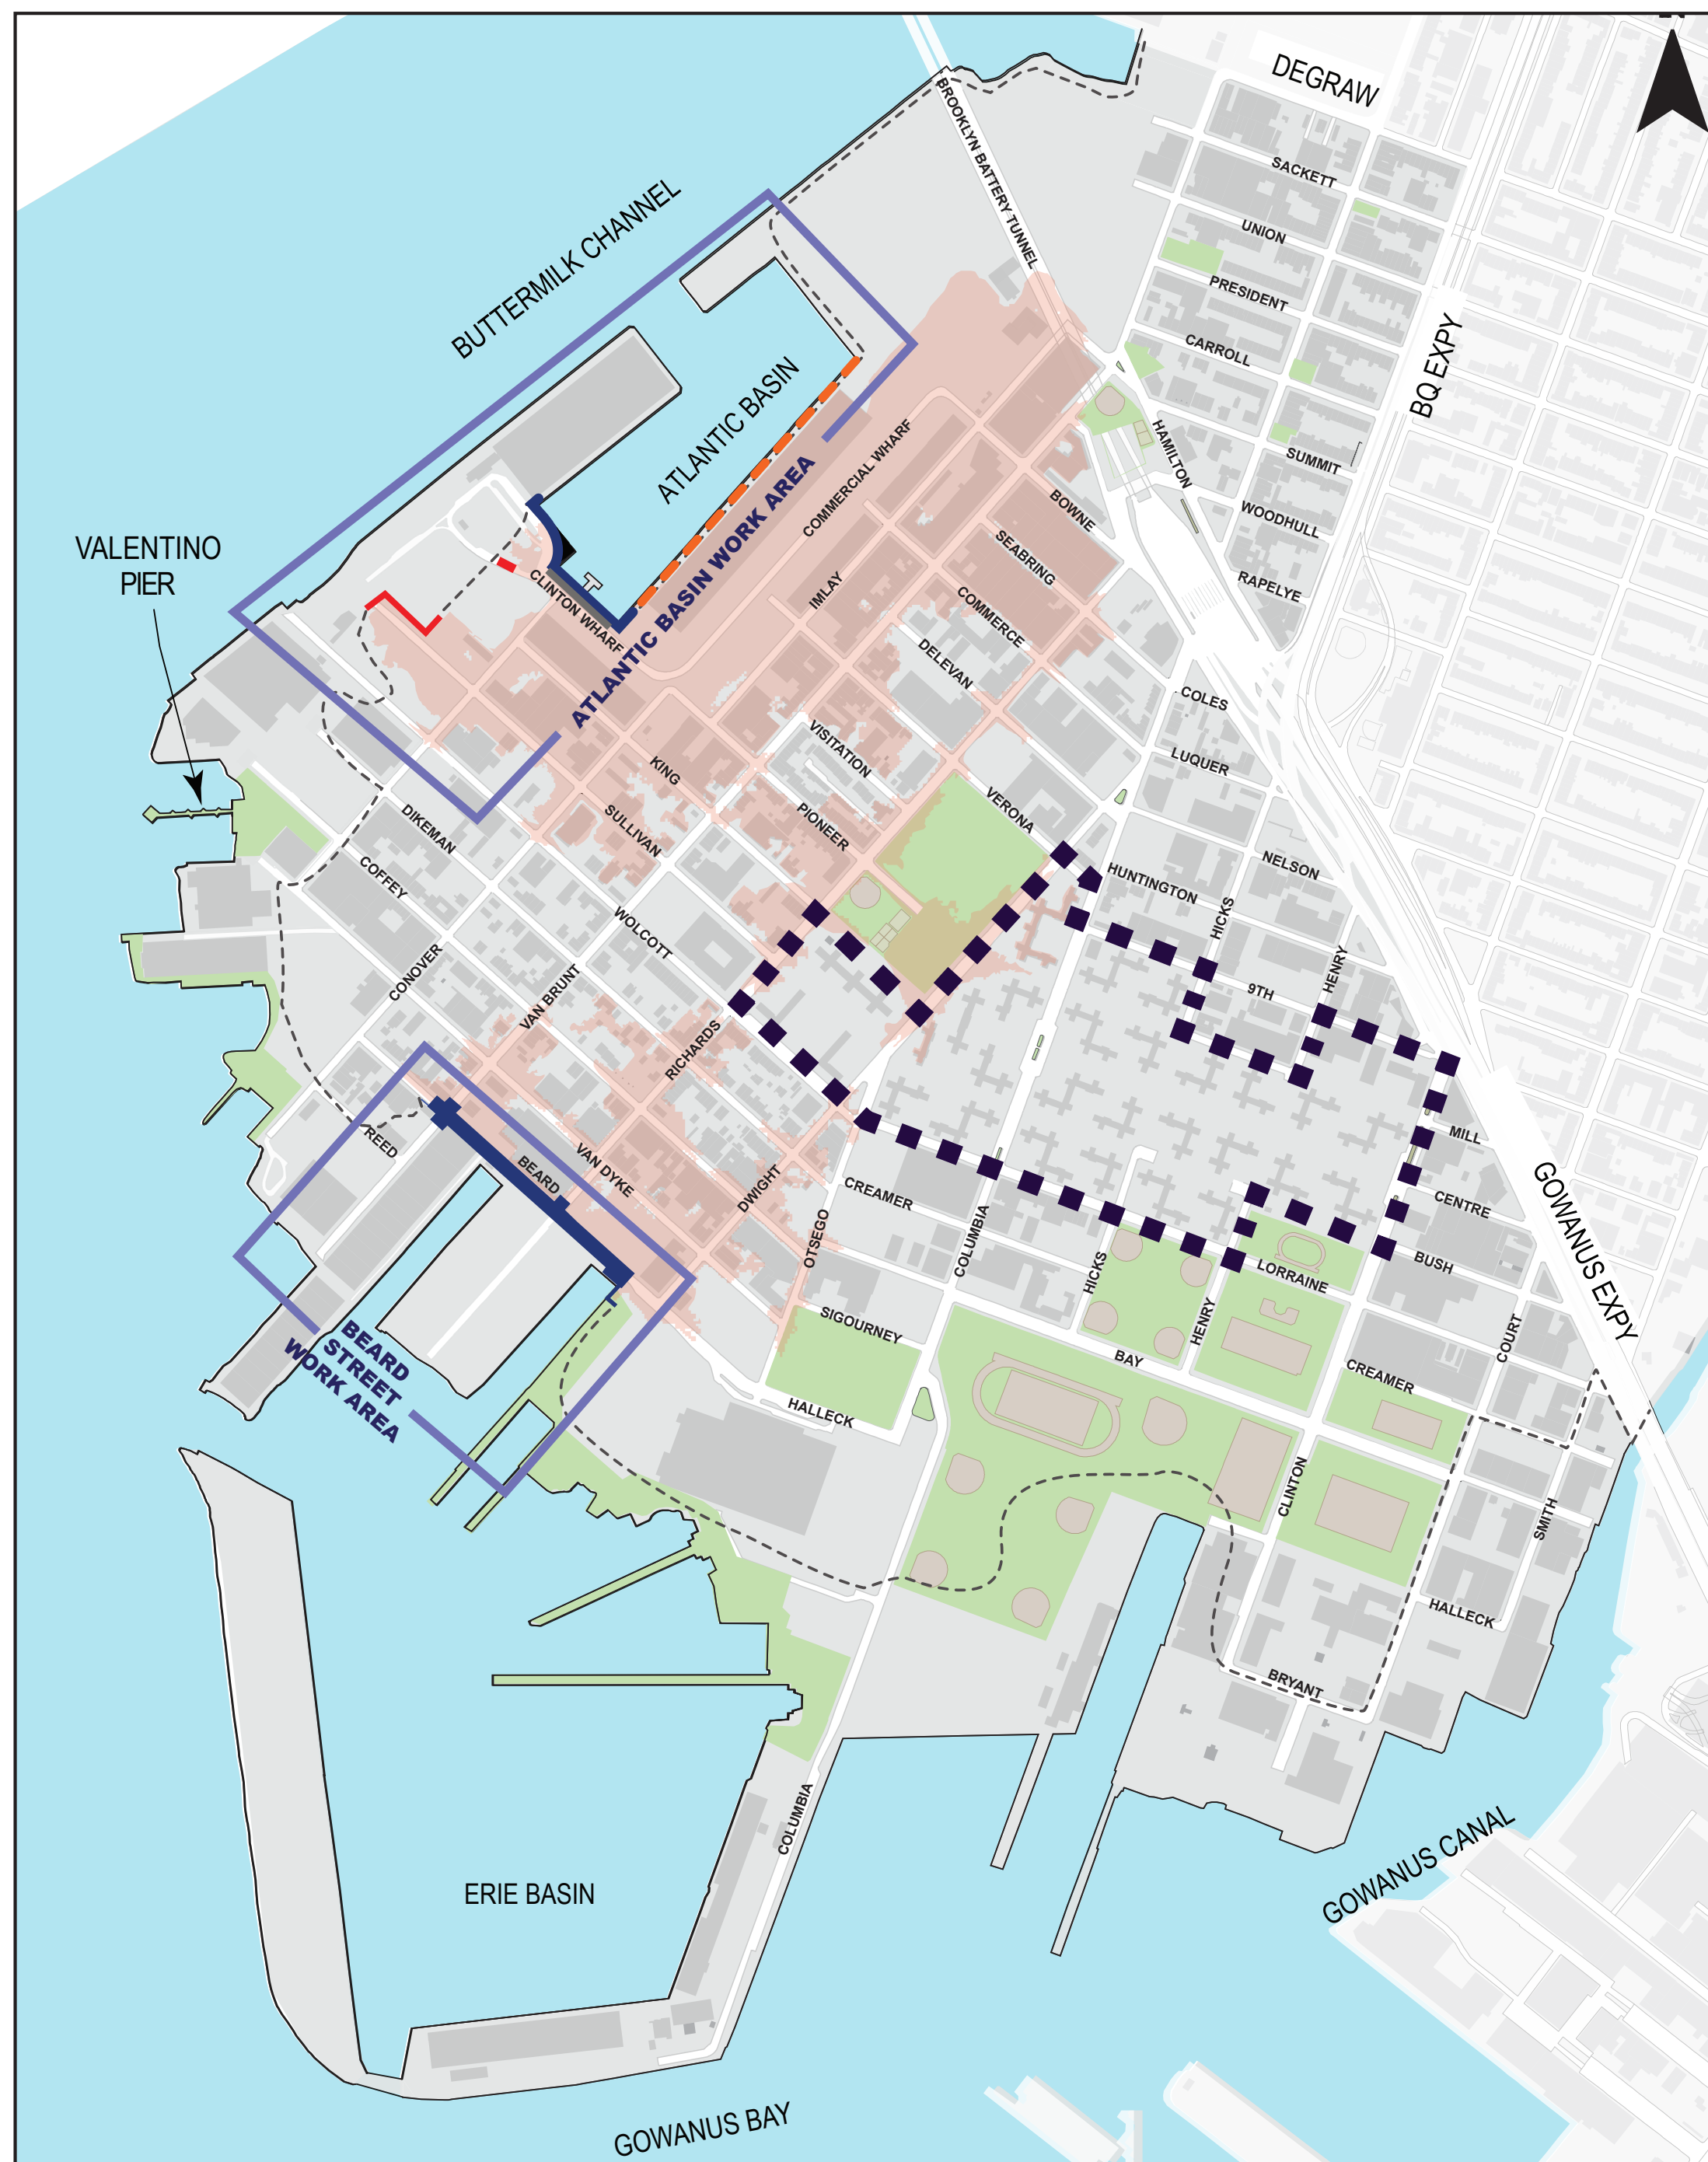 DEGRAW
BROOKLYN BATTERY TUNNEL
SACKETT
UNION
BUTTERMILK CHANNEL
PRESIDENT
CARROLL
BQ EXPY
ATLANTIC BASIN
HAMILTON
SUMMIT
COMMERCIAL WHARF
BOWNE
WOODHULL
VALENTINO
PIER
ATLANTIC BASIN WORK AREA
SEABRING
RAPELYE
CLINTON WHARF
IMLAY
COMMERCE
DELEVAN
COLES
VISITATION
LUQUER
KING
PIONEER
VERONA
DIKEMAN
SULLIVAN
NELSON
COFFEY
HUNTINGTON
WOLCOTT
HICKS
HENRY
CONOVER
VAN BRUNT
9TH
RICHARDS
REED
BEARD
VAN DYKE
MILL
DWIGHT
CREAMER
CENTRE
GOWANUS EXPY
OTSEGO
COLUMBIA
HICKS
LORRAINE
BUSH
SIGOURNEY
HENRY
COURT
BEARD
STREET
WORK AREA
BAY
CREAMER
HALLECK
CLINTON
SMITH
HALLECK
BRYANT
COLUMBIA
GOWANUS CANAL
ERIE BASIN
GOWANUS BAY